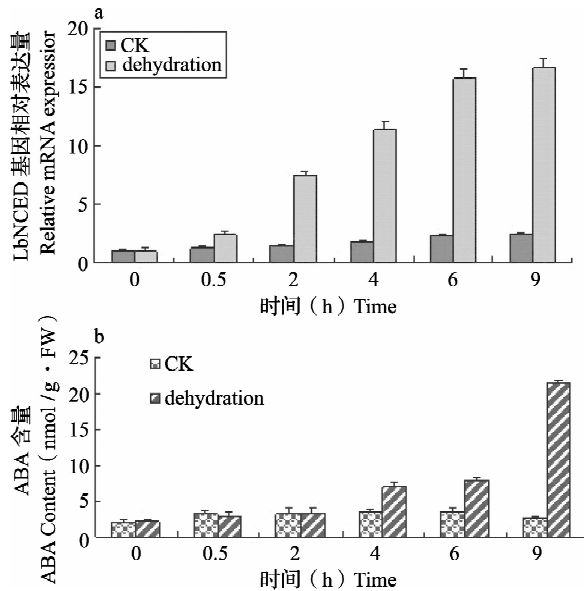 a
LbNCED 基因相对表达量
Relative mRNA expressior
20
15
10
5
0
CK
dehydration
0 0.5 2 4 6 9
时间（h）Time
b
ABA 含量
ABA Content（nmol /g · FW）
25
20
15
10
5
0
CK
dehydration
0 0.5 2 4 6 9
时间（h）Time